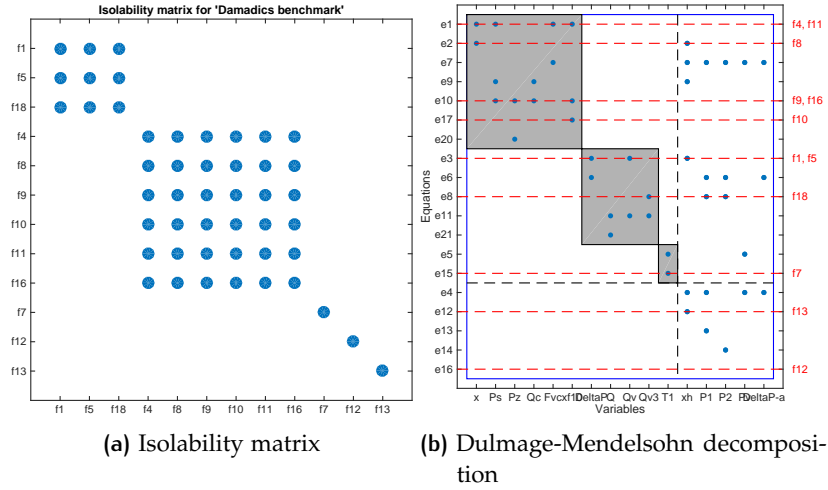 Isolability matrix for 'Damadics benchmark'
f1
f5
f18
f4
f8
f9
f10
f11
f16
f7
f12
f13
f1 f5 f18 f4 f8 f9 f10 f11 f16 f7 f12 f13
(a) Isolability matrix
Equations
e1
e2
e7
e9
e10
e17
e20
e3
e6
e8
e11
e21
e5
e15
e4
e12
e13
e14
e16
f4, f11
f8
f9, f16
f10
f1, f5
f18
f7
f13
f12
x Ps Pz Qc Fvc DeltaP Q Qv Qv3 T1 xh P1 P2 DeltaP-a
Variables
(b) Dulmage-Mendelsohn decomposi-
tion